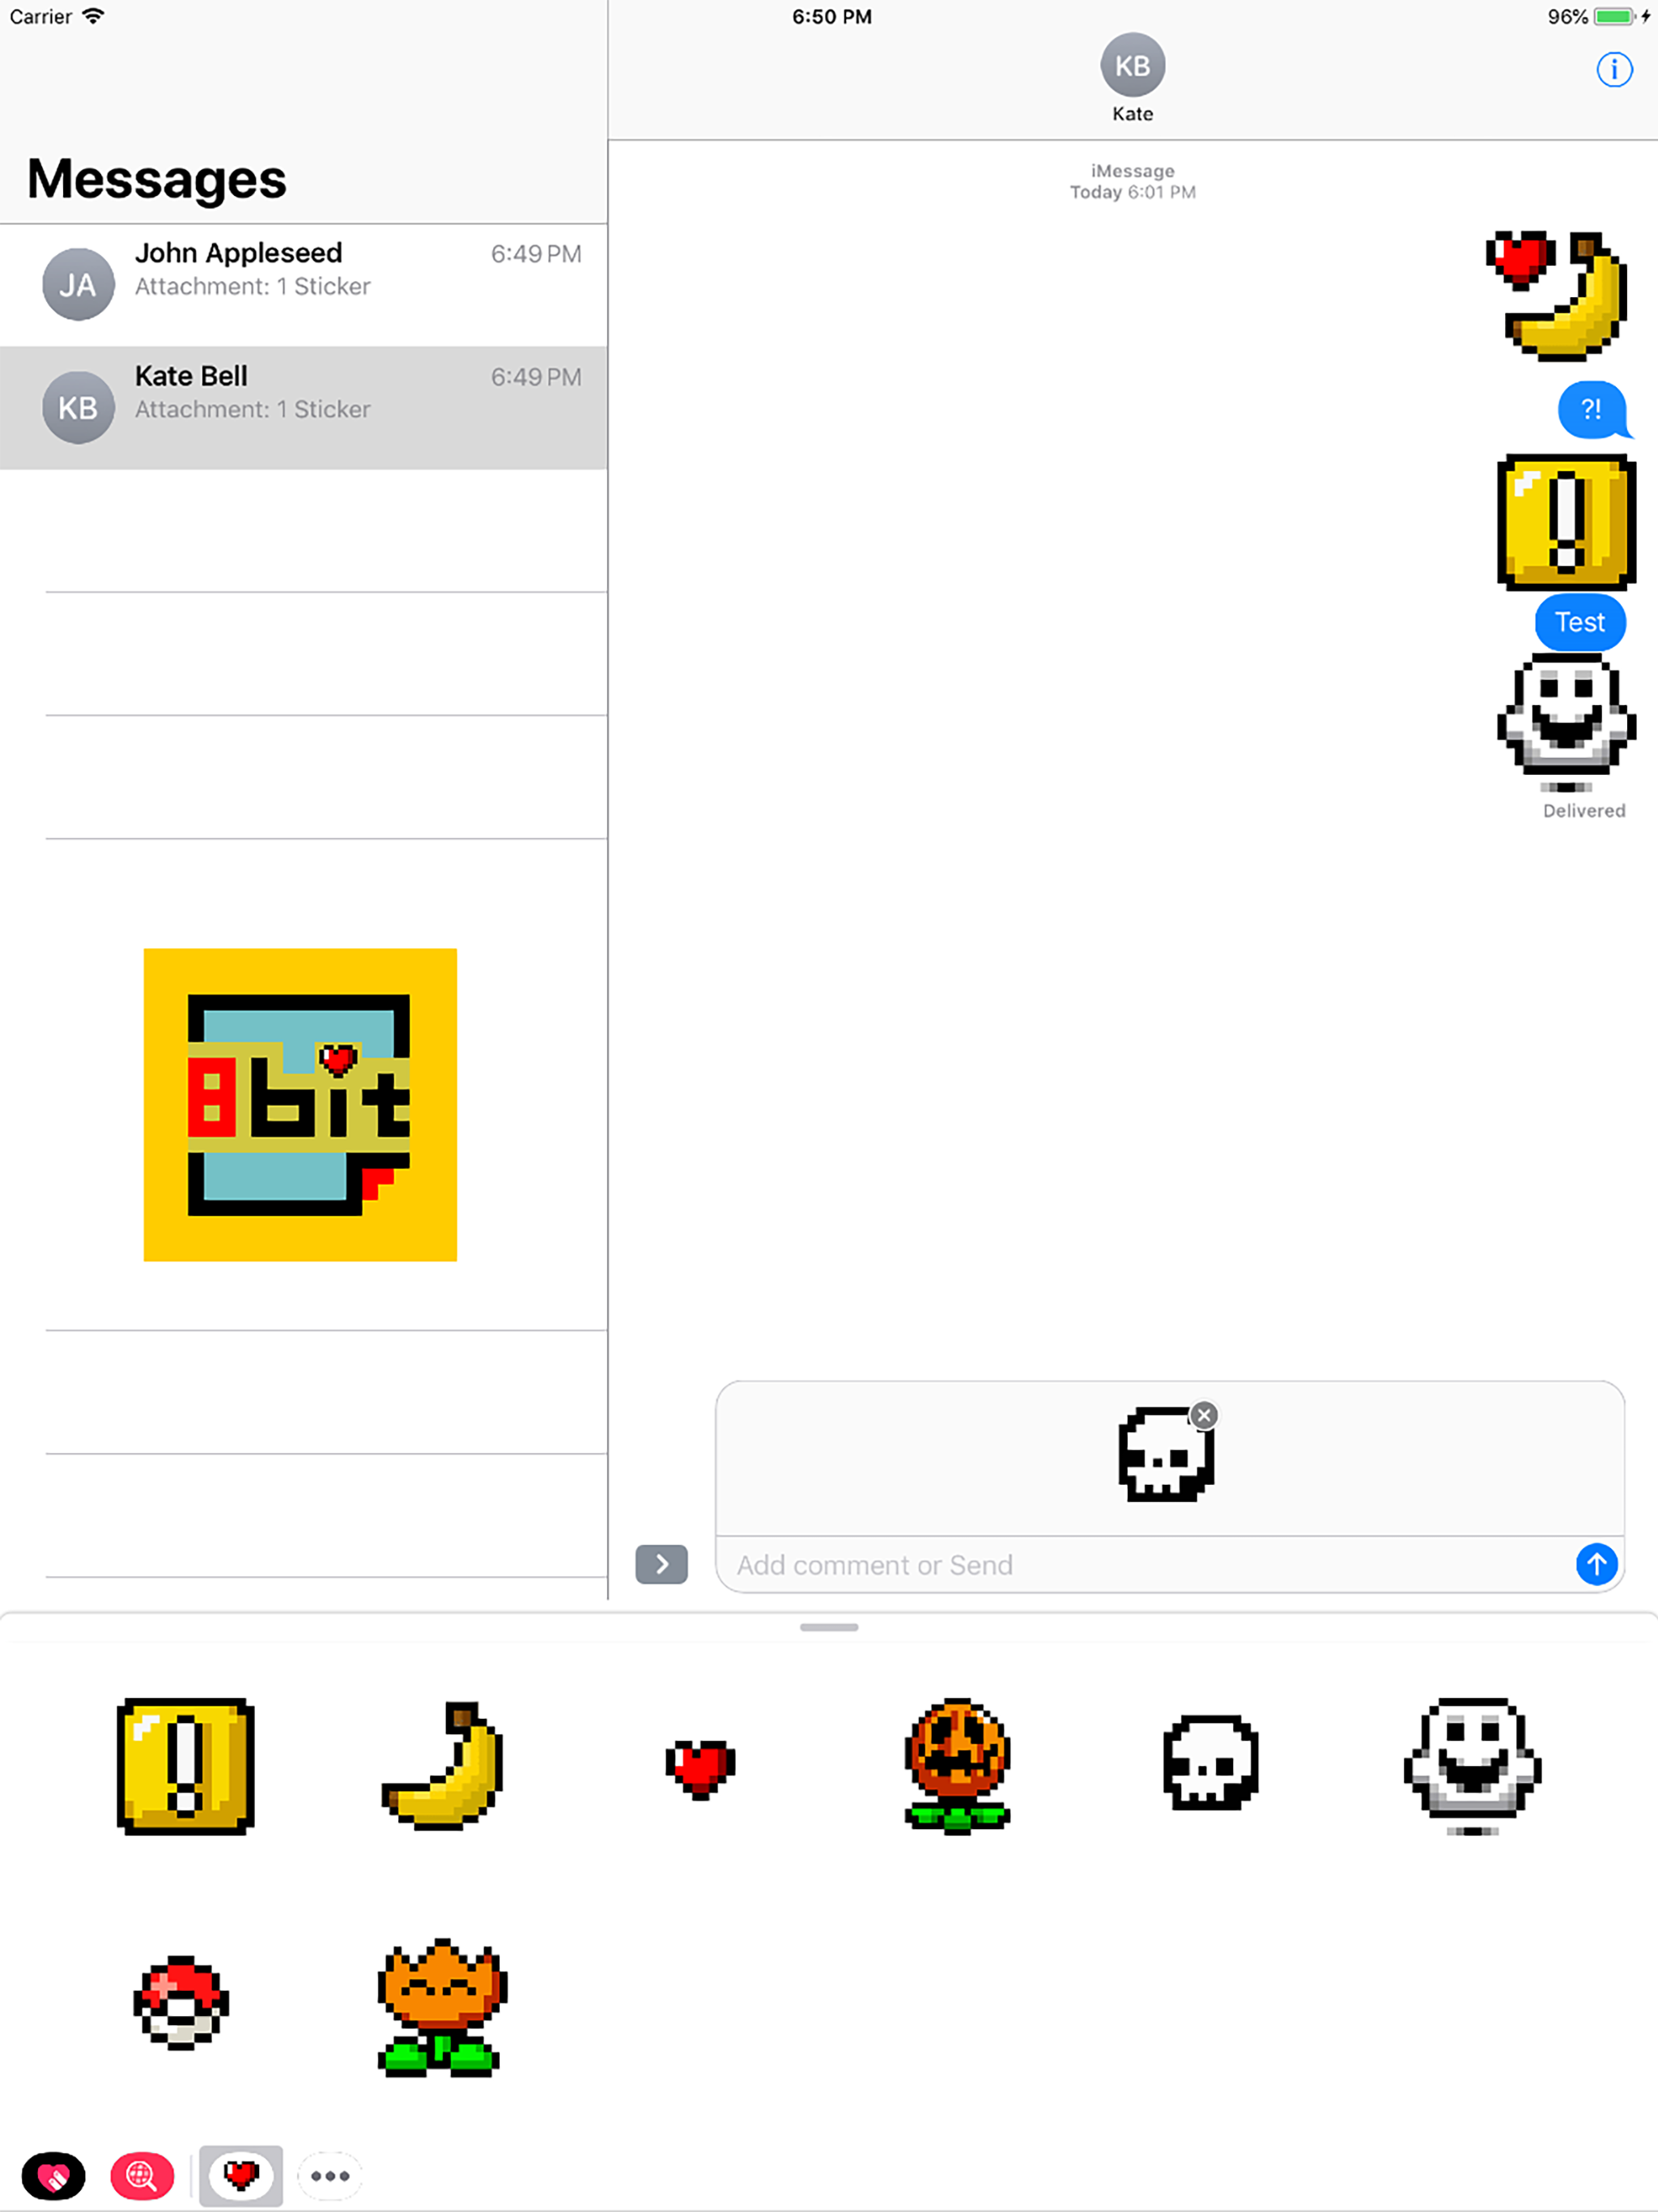 Carrier
6:50 PM
96%
KB
Kate
Messages
iMessage
Today 6:01 PM
JA
John Appleseed
6:49 PM
Attachment: 1 Sticker
KB
Kate Bell
6:49 PM
Attachment: 1 Sticker
?!
!
Test
Delivered
8bit
Add comment or Send
!